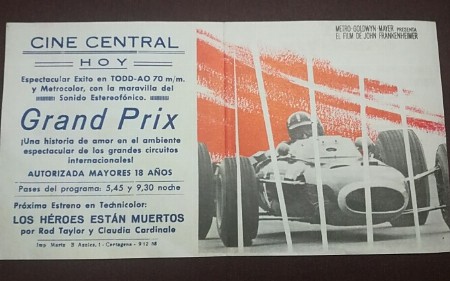 CINE CENTRAL
HOY
Espectacular Exito en TODD-AO 70 m/m.
y Metrocolor, con la maravilla del
Sonido Estereofónico.
Grand Prix
¡Una historia de amor en el ambiente
espectacular de los grandes circuitos
internacionales!
AUTORIZADA MAYORES 18 AÑOS
Pases del programa: 5,45 y 9,30 noche
Próximo Estreno en Technicolor:
LOS HÉROES ESTÁN MUERTOS
por Rod Taylor y Claudia Cardinale
Imp. Cartagena
METRO-GOLDWYN MAYER PRESENTA
EL FILM DE JOHN FRANKENHEIMER